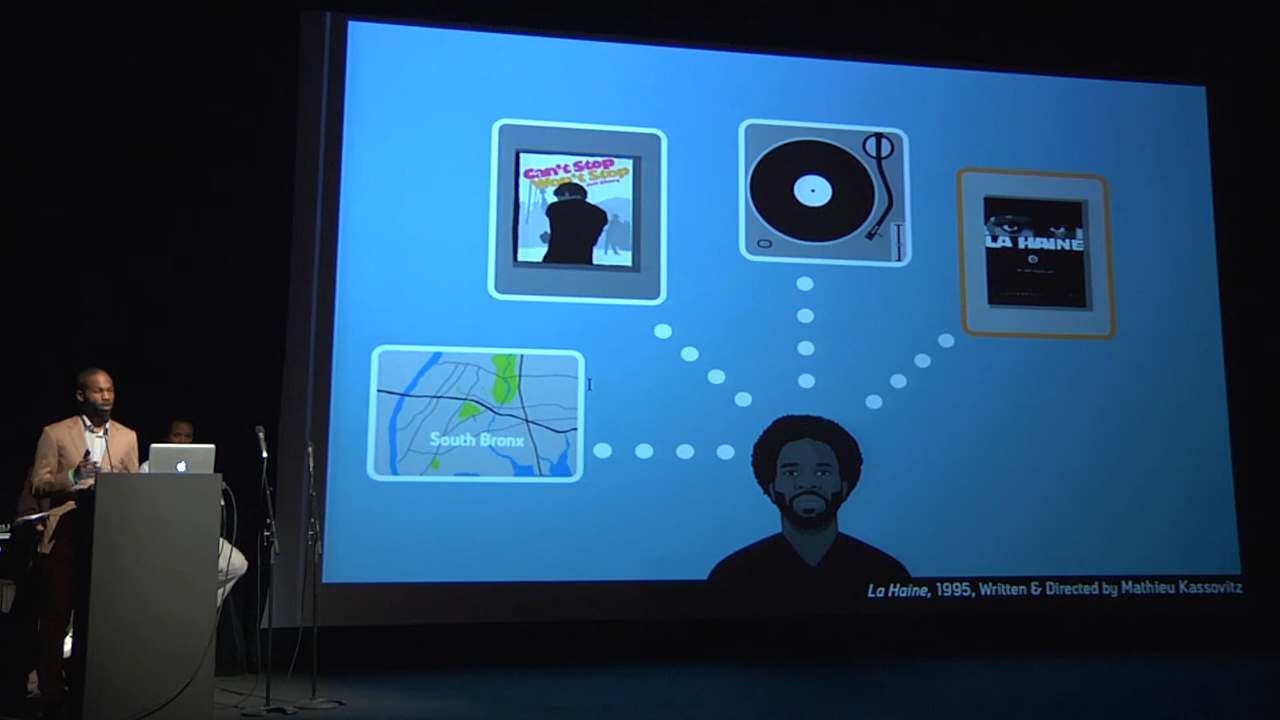 Can't Stop
Won't Stop
LA HAINE
South Bronx
La Haine, 1995, Written & Directed by Mathieu Kassovitz